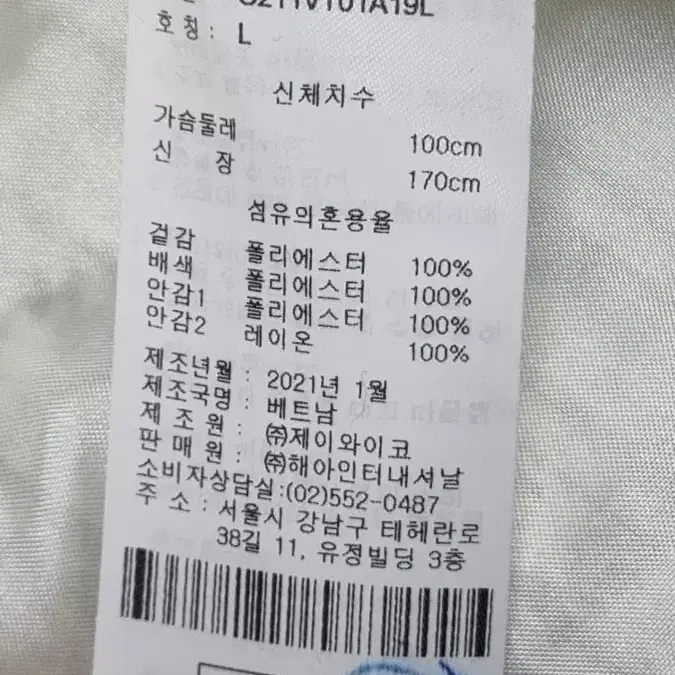 호칭: L
신체치수
가슴둘레 100cm
신 장 170cm
섬유의혼용율
겉감 폴리에스터 100%
배색 폴리에스터 100%
안감1 폴리에스터 100%
안감2 레이온 100%
제조년월: 2021년 1월
제조국명: 베트남
제 조 원: ㈜제이와이코
판 매 원: ㈜해아인터내셔날
소비자상담실:(02)552-0487
주 소: 서울시 강남구 테헤란로
38길 11, 유정빌딩 3층